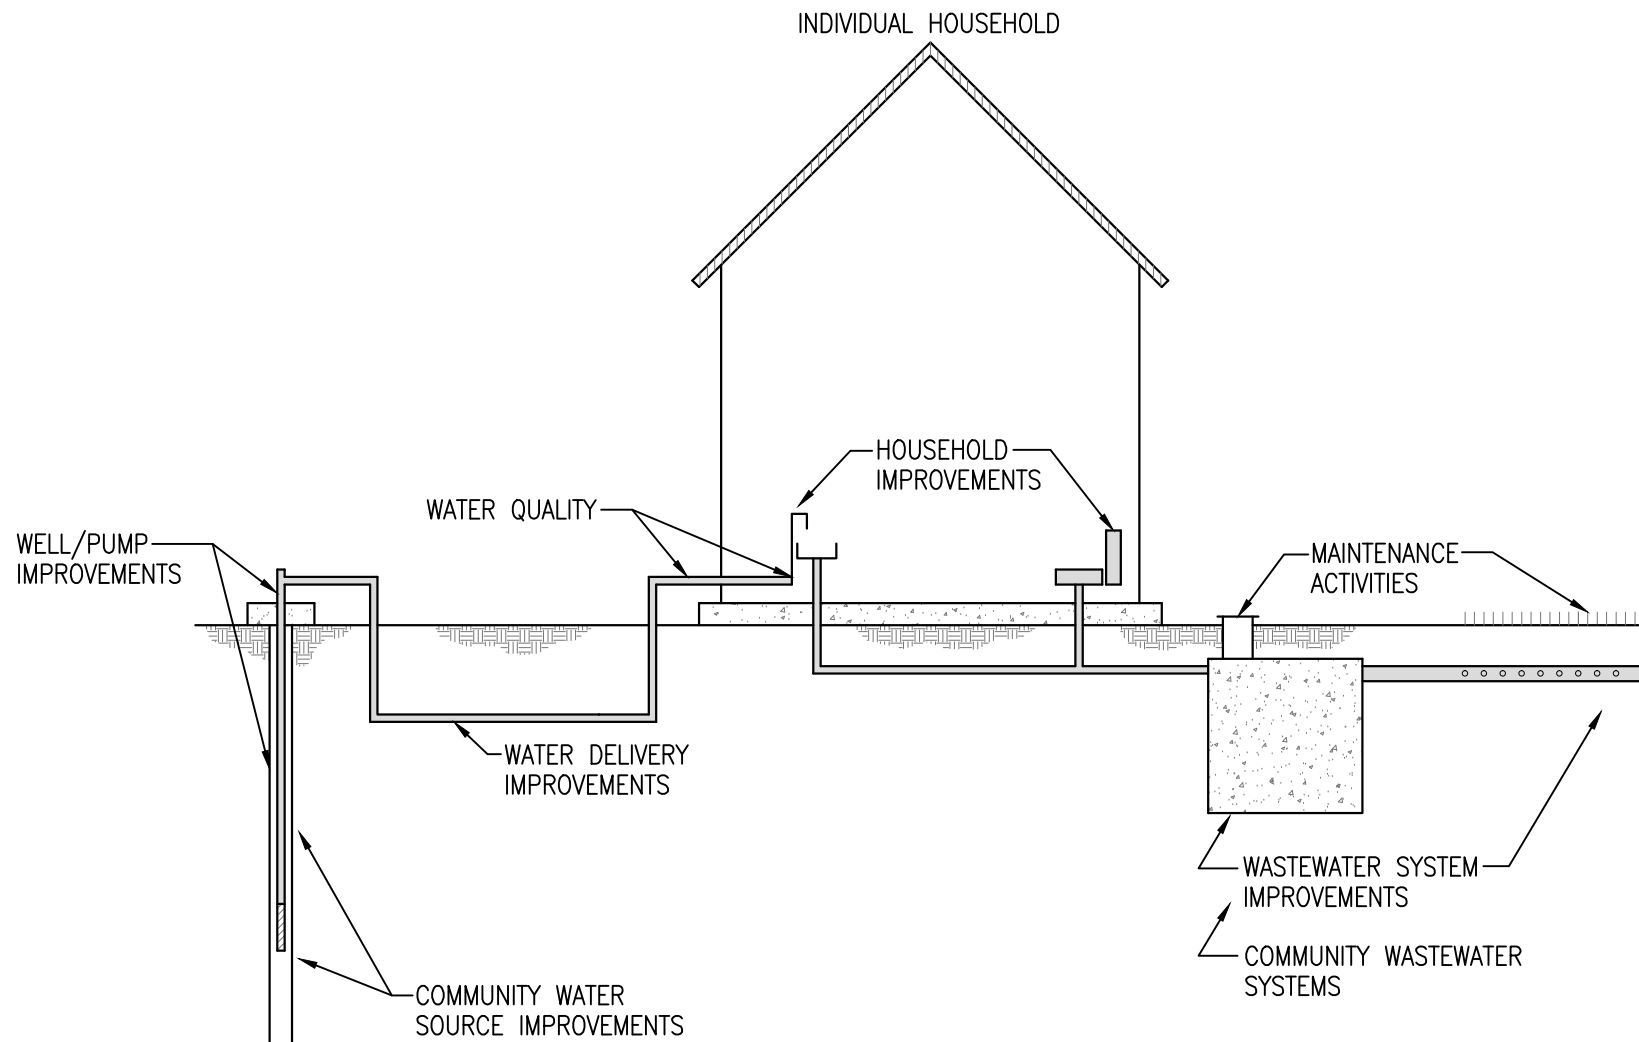 INDIVIDUAL HOUSEHOLD
HOUSEHOLD
IMPROVEMENTS
WATER QUALITY
WELL/PUMP
IMPROVEMENTS
MAINTENANCE
ACTIVITIES
WATER DELIVERY
IMPROVEMENTS
WASTEWATER SYSTEM
IMPROVEMENTS
COMMUNITY WASTEWATER
SYSTEMS
COMMUNITY WATER
SOURCE IMPROVEMENTS